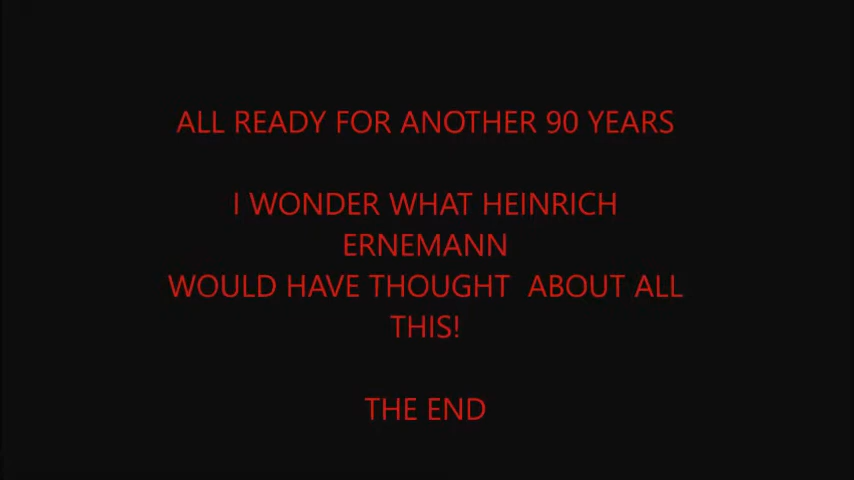 ALL READY FOR ANOTHER 90 YEARS
I WONDER WHAT HEINRICH
ERNEMANN
WOULD HAVE THOUGHT  ABOUT ALL
THIS!
THE END